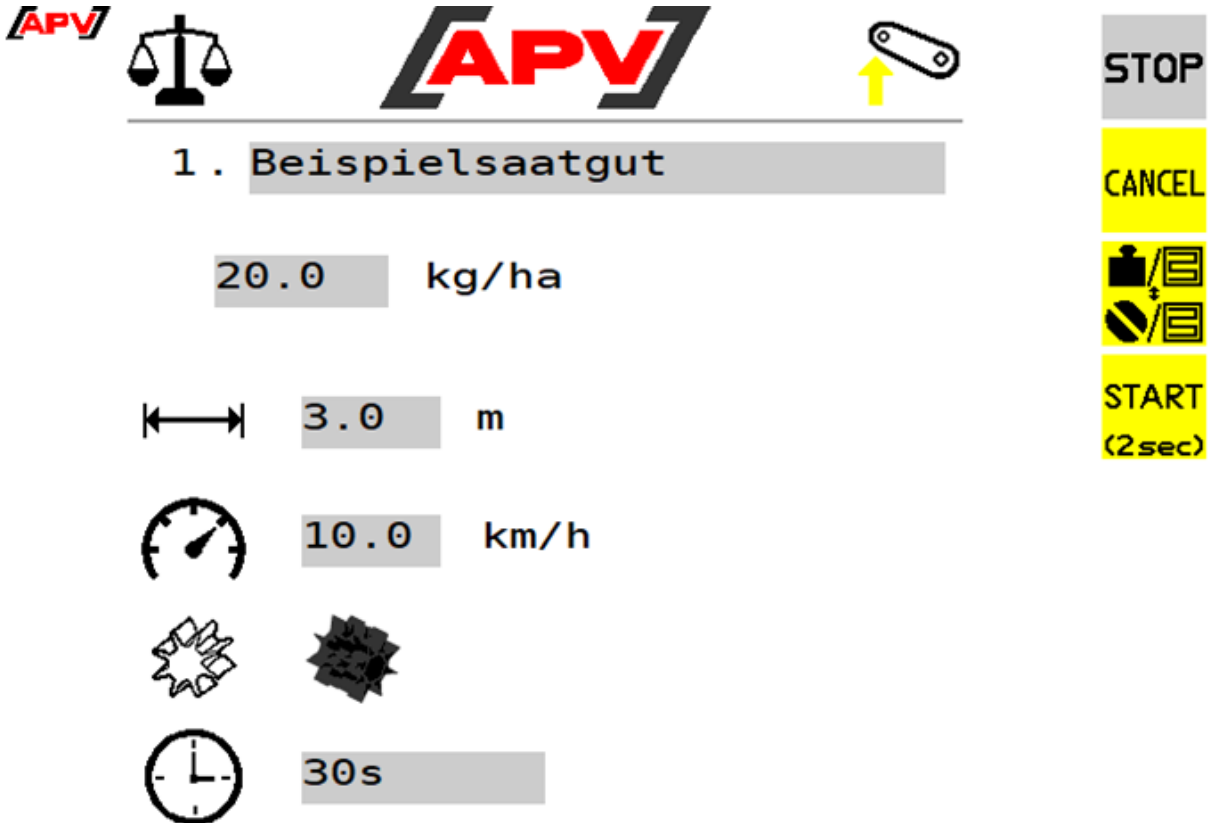 APV
APV
STOP
1. Beispielsaatgut
CANCEL
20.0 kg/ha
3.0 m
START
(2sec)
10.0 km/h
30s